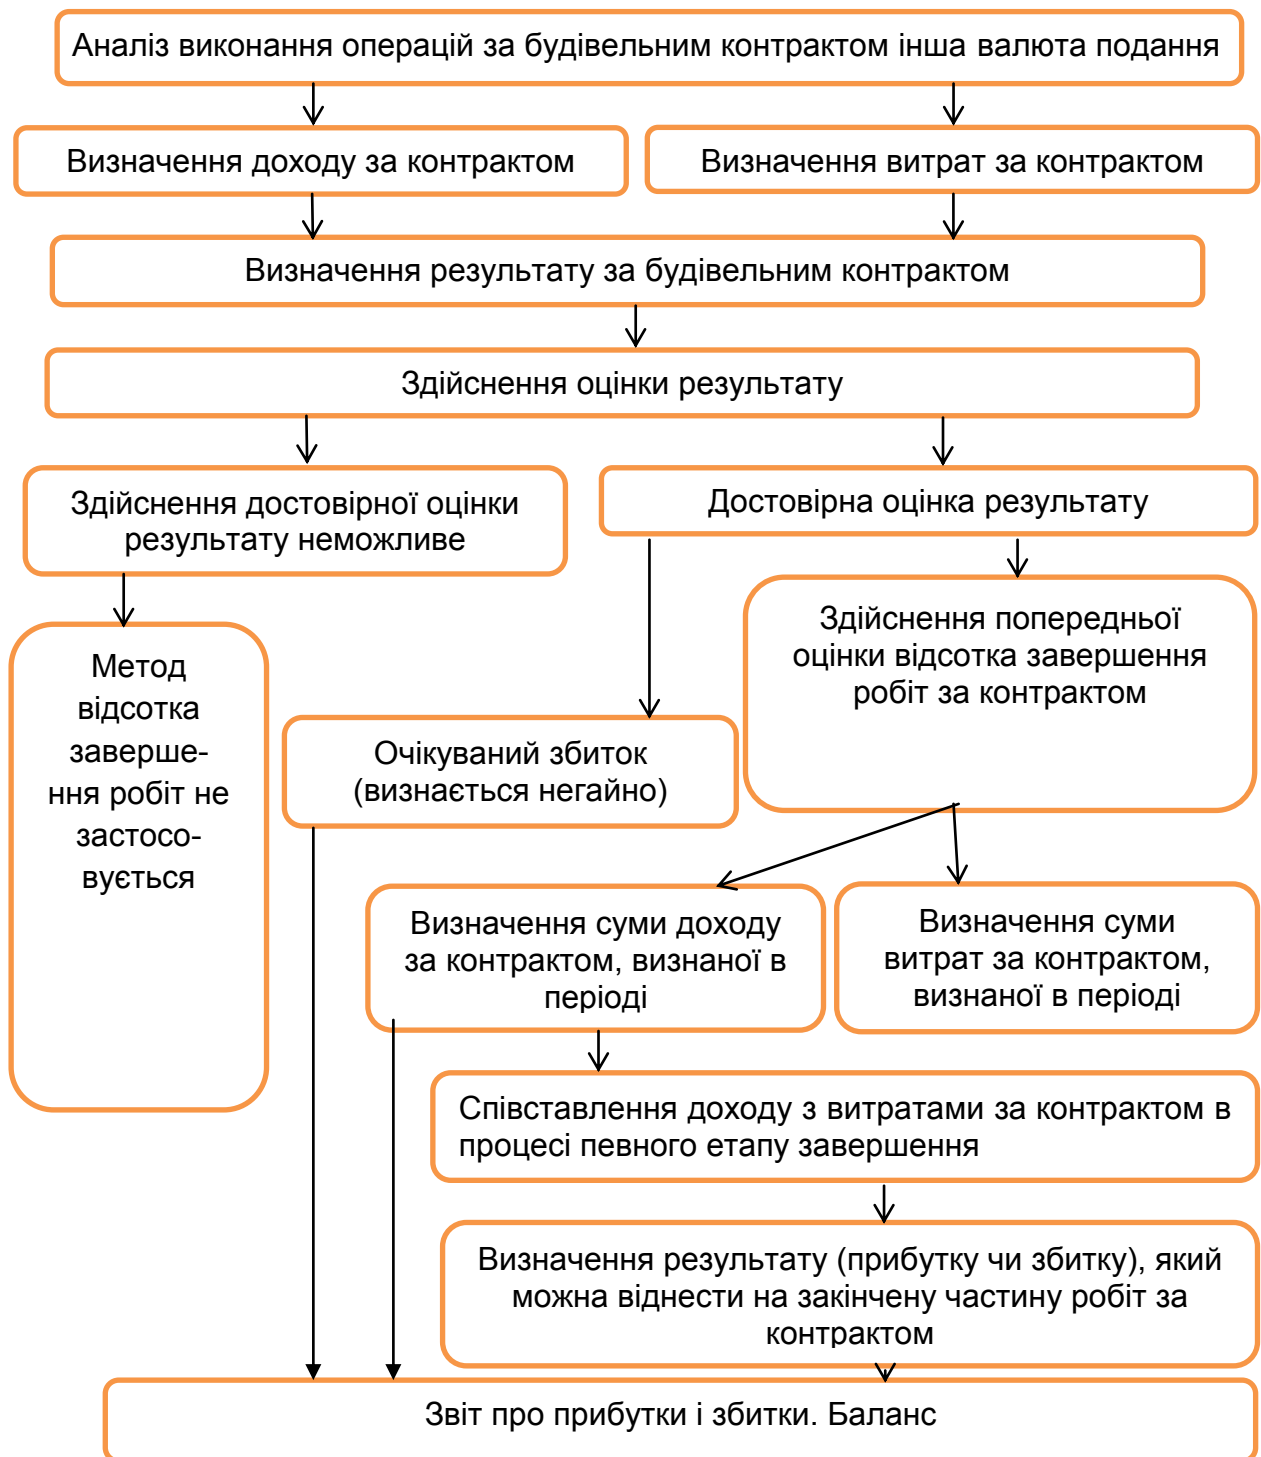 Аналіз виконання операцій за будівельним контрактом інша валюта подання
Визначення доходу за контрактом
Визначення витрат за контрактом
Визначення результату за будівельним контрактом
Здійснення оцінки результату
Здійснення достовірної оцінки
результату неможливе
Достовірна оцінка результату
Метод
відсотка
заверше-
ння робіт не
застосо-
вується
Здійснення попередньої
оцінки відсотка завершення
робіт за контрактом
Очікуваний збиток
(визнається негайно)
Визначення суми доходу
за контрактом, визнаної в
періоді
Визначення суми
витрат за контрактом,
визнаної в періоді
Співставлення доходу з витратами за контрактом в
процесі певного етапу завершення
Визначення результату (прибутку чи збитку), який
можна віднести на закінчену частину робіт за
контрактом
Звіт про прибутки і збитки. Баланс